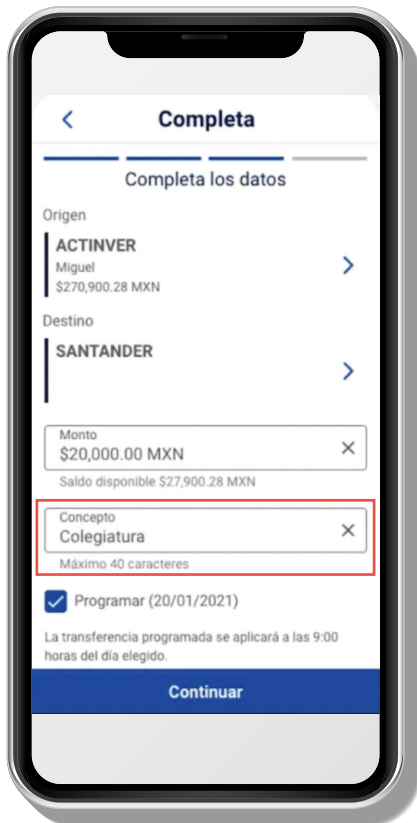 Completa
Completa los datos
Origen
ACTINVER
Miguel
$270,900.28 MXN
Destino
SANTANDER
Monto
$20,000.00 MXN
Saldo disponible $27,900.28 MXN
Concepto
Colegiatura
Máximo 40 caracteres
Programar (20/01/2021)
La transferencia programada se aplicará a las 9:00
horas del día elegido.
Continuar